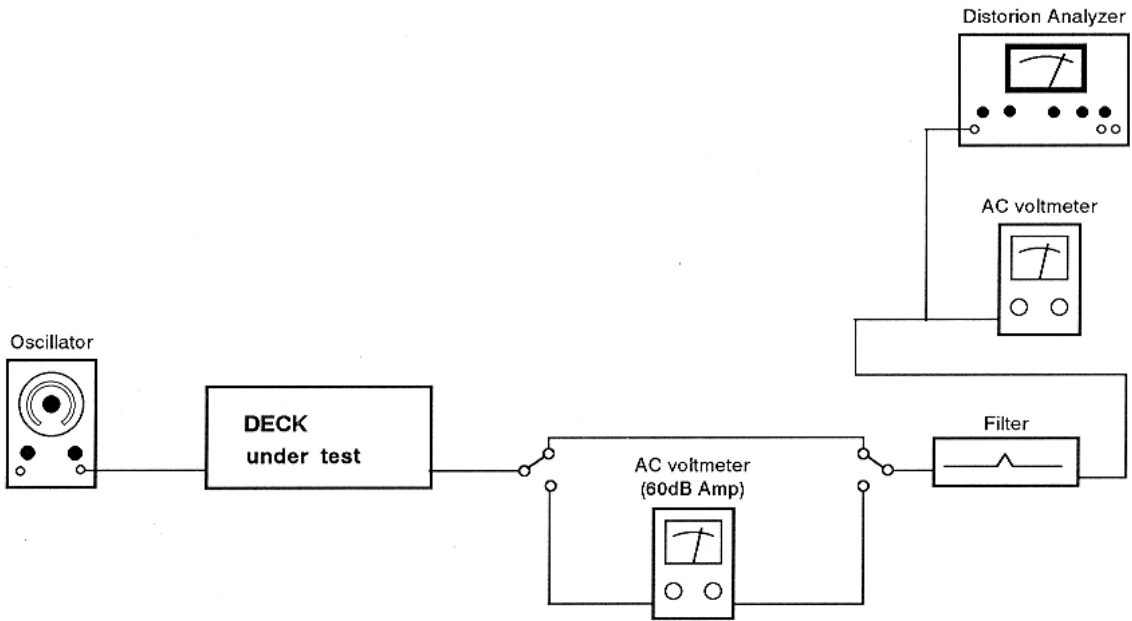 Distorion Analyzer
AC voltmeter
Oscillator
DECK
under test
AC voltmeter
(60dB Amp)
Filter